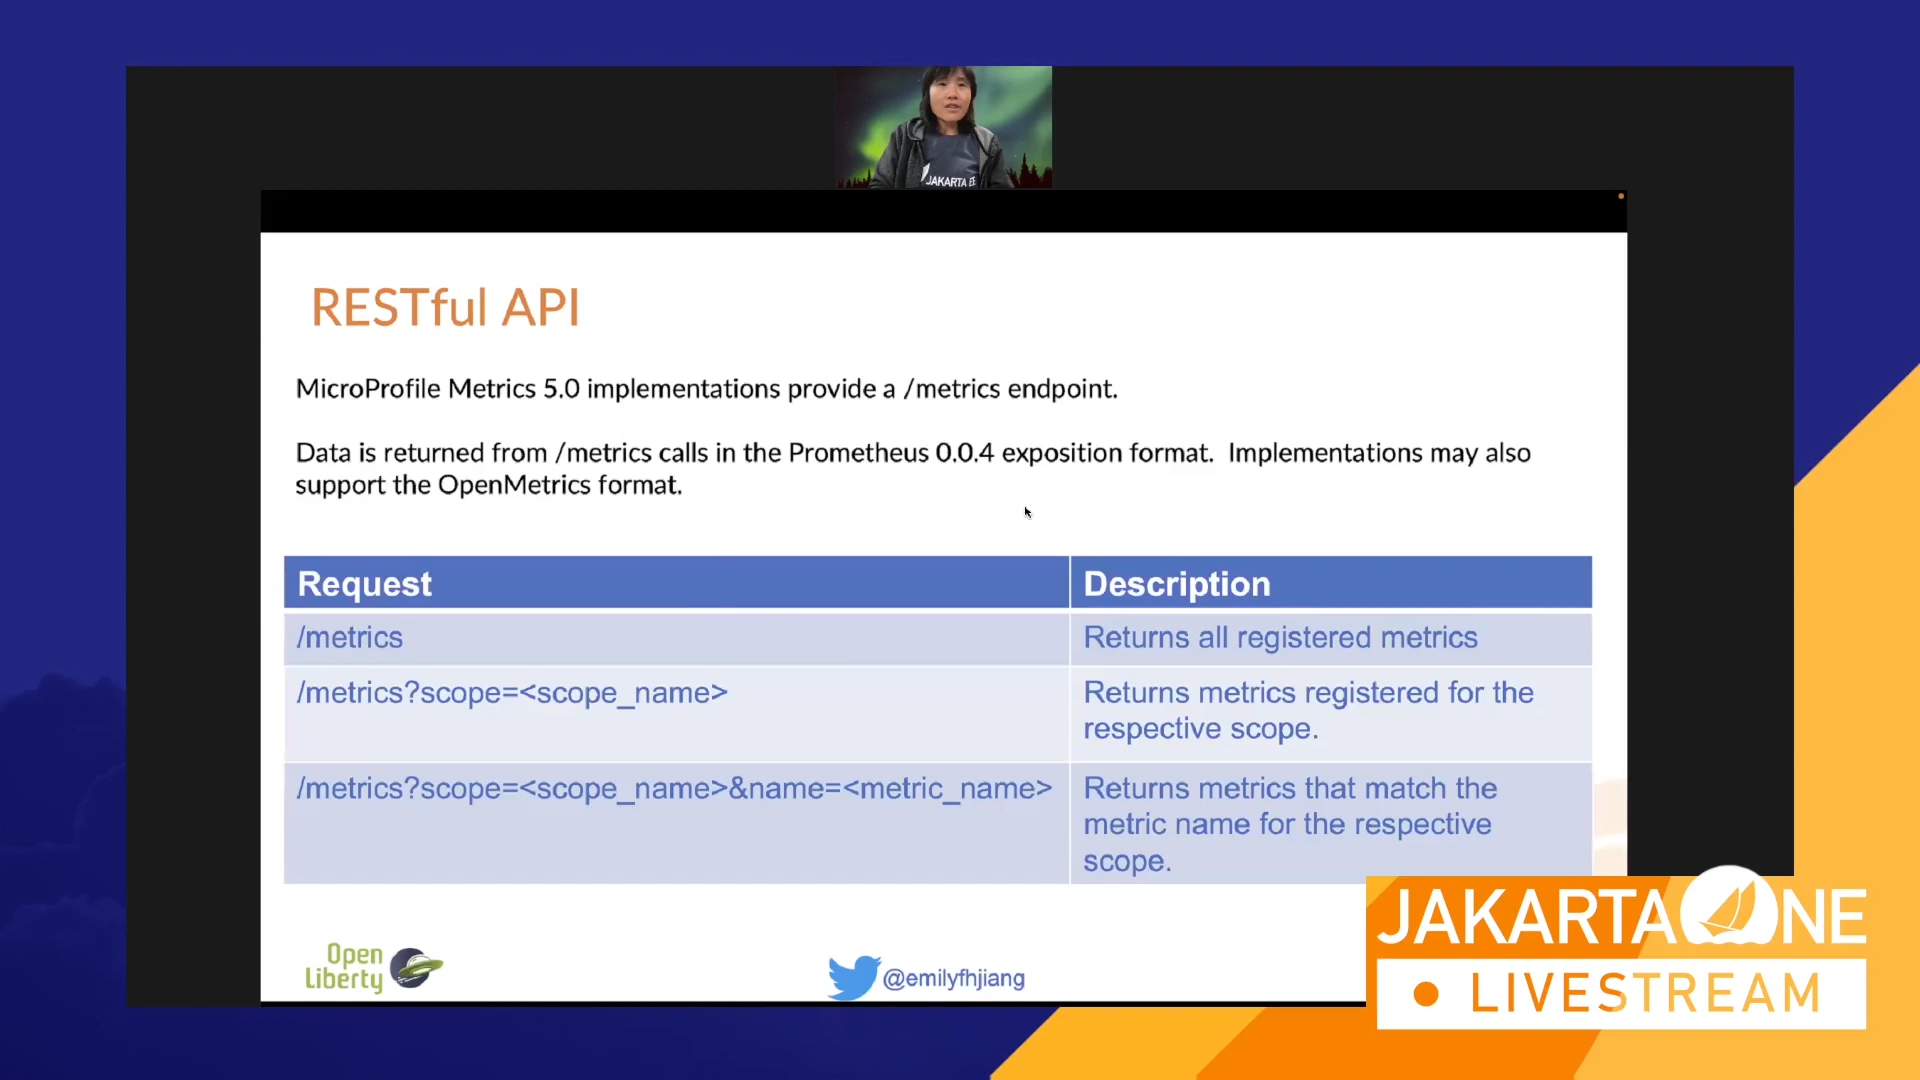 JAKARTA EE
RESTful API
MicroProfile Metrics 5.0 implementations provide a /metrics endpoint.
Data is returned from /metrics calls in the Prometheus 0.0.4 exposition format.  Implementations may also
support the OpenMetrics format.
Request
Description
/metrics
Returns all registered metrics
/metrics?scope=<scope_name>
Returns metrics registered for the
respective scope.
/metrics?scope=<scope_name>&name=<metric_name>
Returns metrics that match the
metric name for the respective
scope.
Open
Liberty
@emilyfhjiang
JAKARTAONE
LIVESTREAM